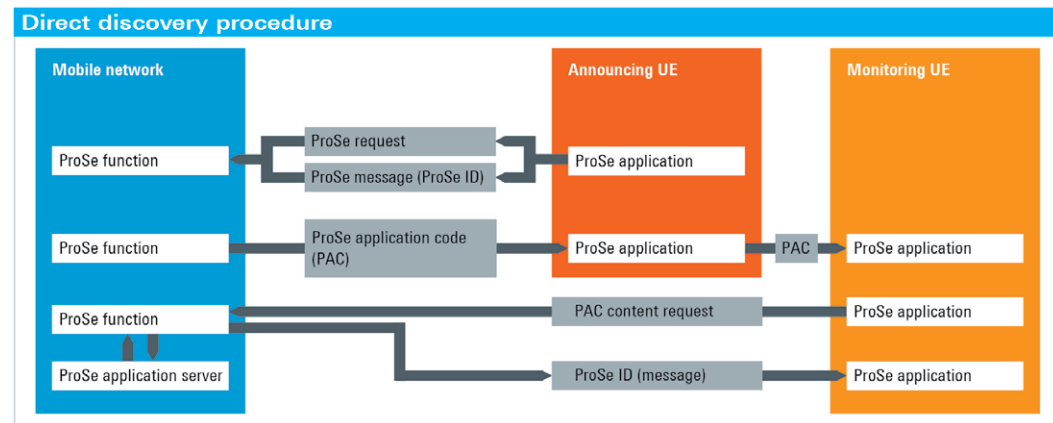 Direct discovery procedure
Mobile network
Announcing UE
Monitoring UE
ProSe request
ProSe function
ProSe application
ProSe message (ProSe ID)
ProSe function
ProSe application code
(PAC)
ProSe application
PAC
ProSe application
ProSe function
PAC content request
ProSe application
ProSe application server
ProSe ID (message)
ProSe application